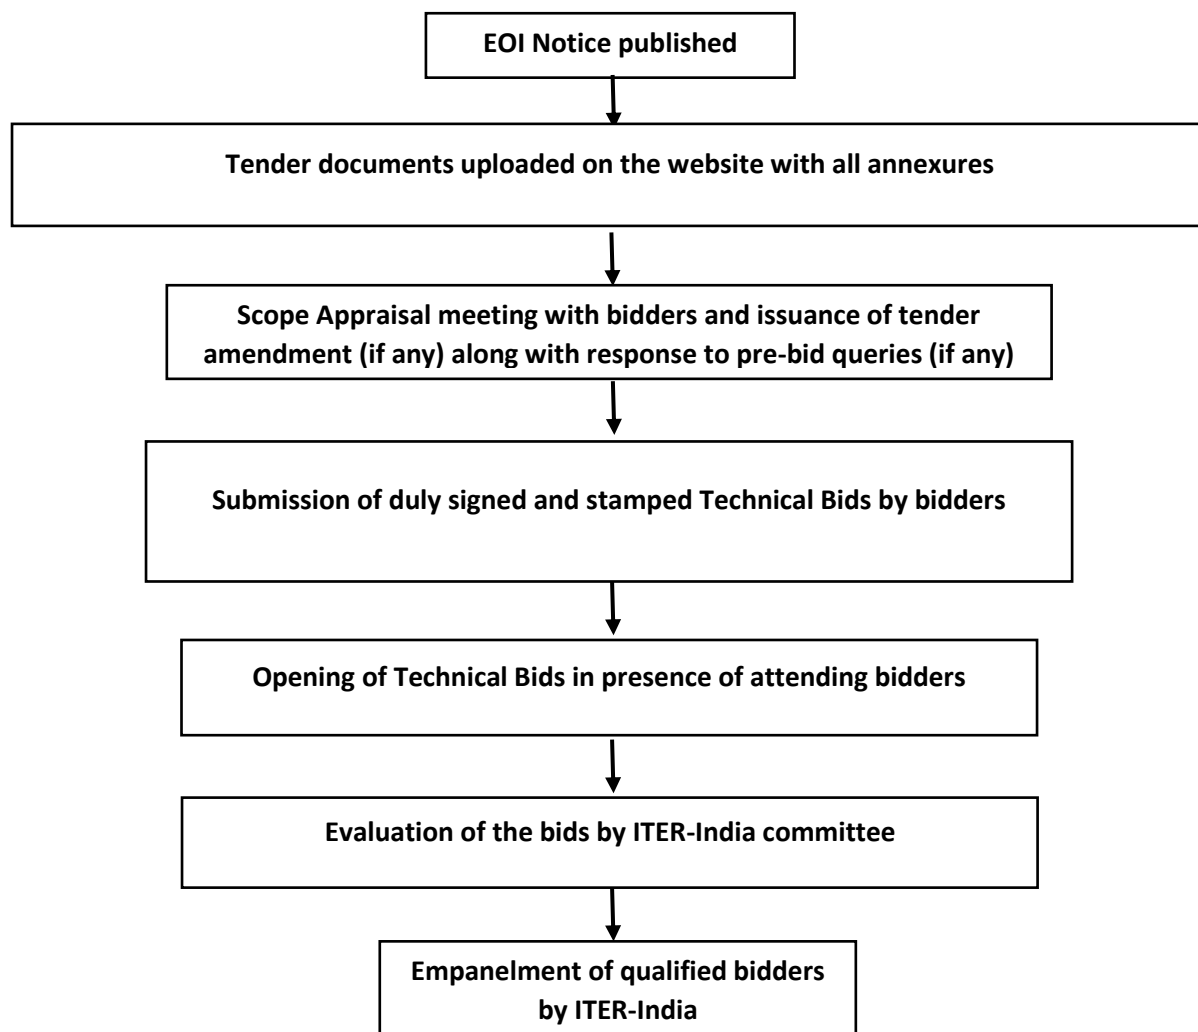 EOI Notice published
Tender documents uploaded on the website with all annexures
Scope Appraisal meeting with bidders and issuance of tender
amendment (if any) along with response to pre-bid queries (if any)
Submission of duly signed and stamped Technical Bids by bidders
Opening of Technical Bids in presence of attending bidders
Evaluation of the bids by ITER-India committee
Empanelment of qualified bidders
by ITER-India